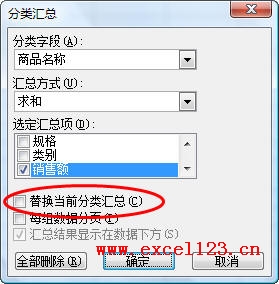 分类汇总
分类字段(A):
商品名称
汇总方式(U):
求和
选定汇总项(D):
规格
类别
销售额
替换当前分类汇总(C)
每组数据分页(P)
汇总结果显示在数据下方(S)
www.excel123.cn
全部删除(R)
确定
取消